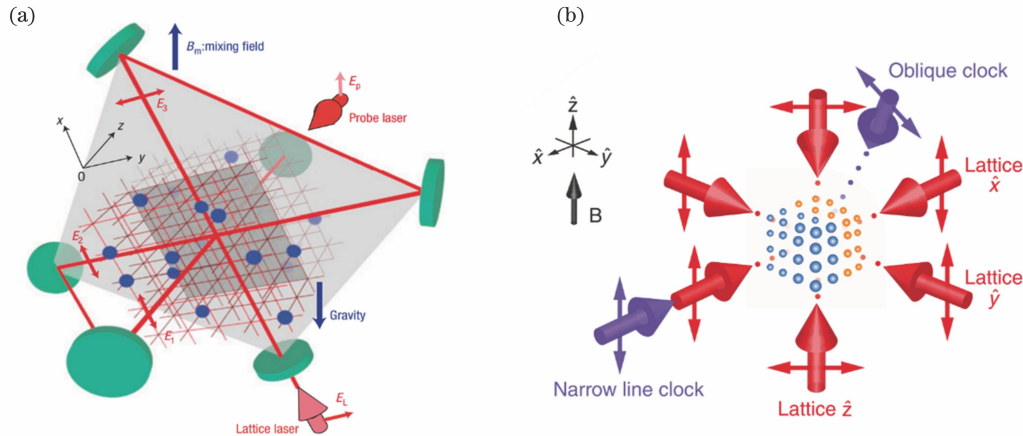 (a)
B_m:mixing field
E_p
Probe laser
E_3
x
z
y
0
E_2
E_1
Gravity
E_L
Lattice laser
(b)
Oblique clock
ẑ
x̂
ŷ
B
Lattice
x̂
Lattice
ŷ
Narrow line clock
Lattice ẑ